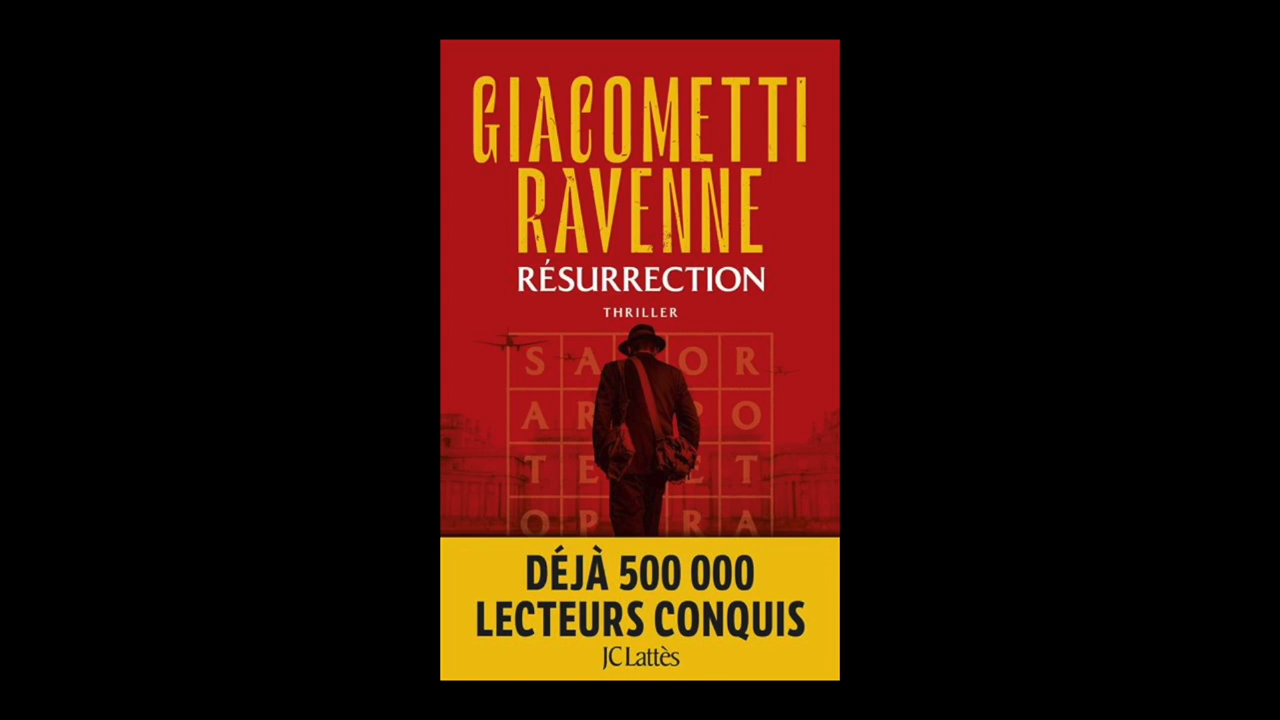 GIACOMETTI
RAVENNE
RÉSURRECTION
THRILLER
S A O R
A R P O
T E E T
O P R A
DÉJÀ 500 000
LECTEURS CONQUIS
JC Lattès